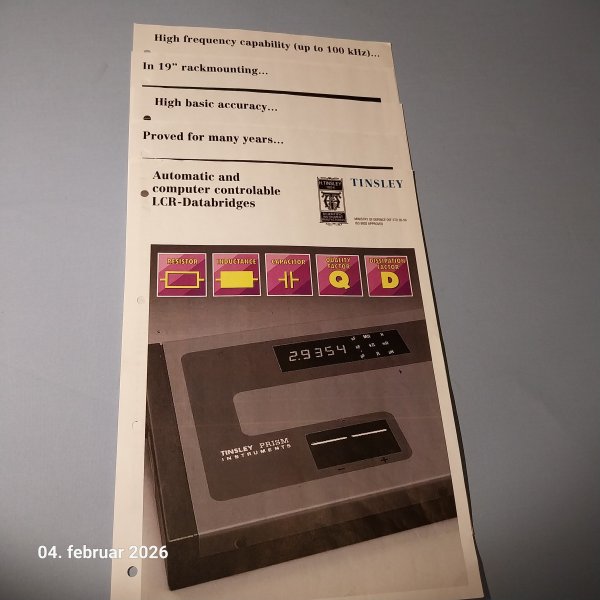 High frequency capability (up to 100 kHz)...
In 19" rackmounting...
High basic accuracy...
Proved for many years...
Automatic and
computer controlable
LCR-Databridges
H. TINSLEY
TINSLEY
RESISTOR
INDUCTANCE
CAPACITOR
QUALITY
FACTOR
Q
DISSIPATION
FACTOR
D
2.9354
TINSLEY PRISM
INSTRUMENTS
- +
04. februar 2026